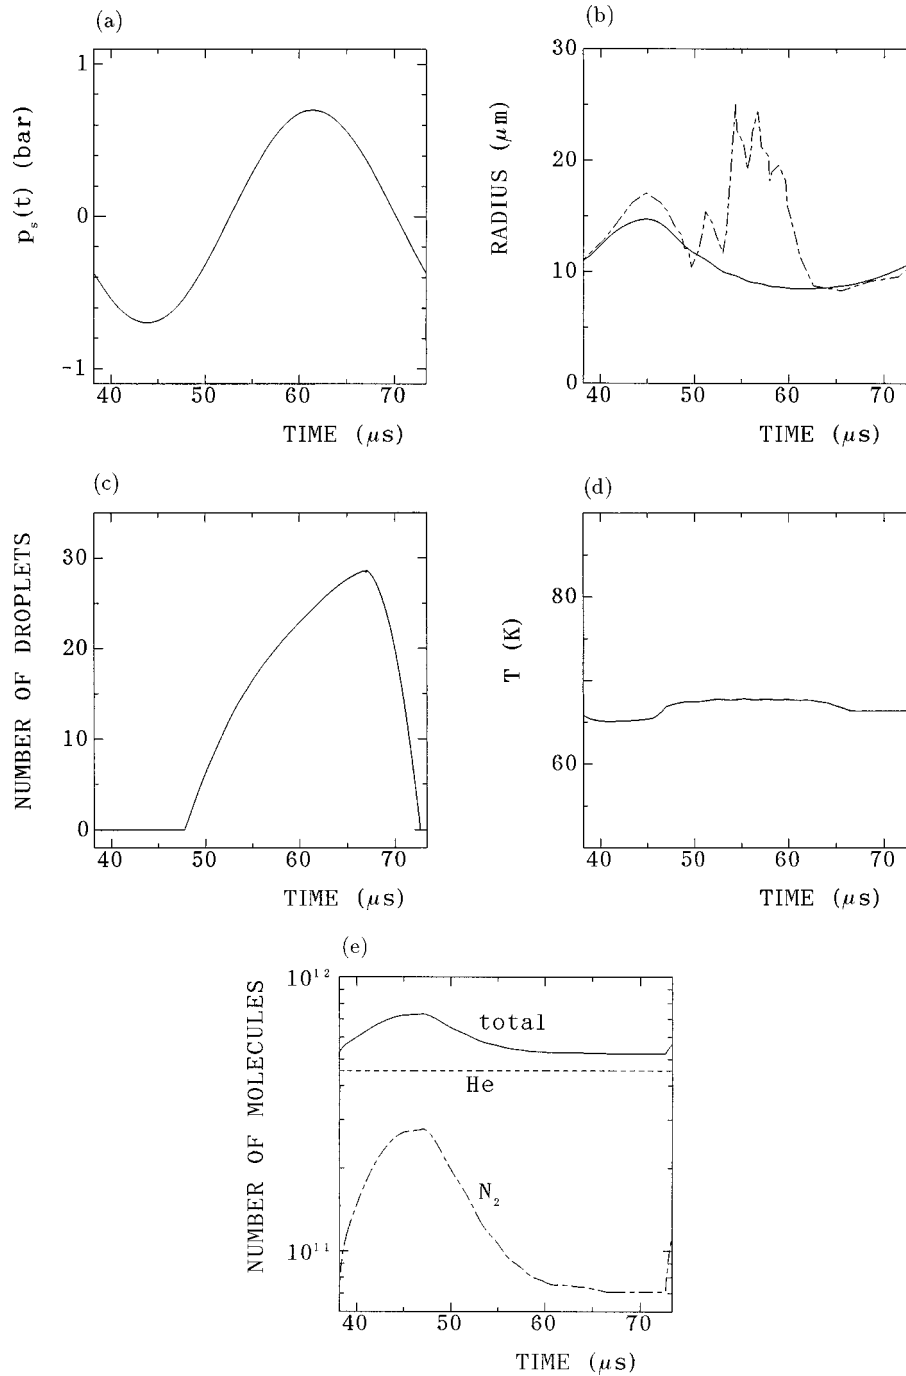 (a)
p_s(t) (bar)
1
0
-1
40 50 60 70
TIME (μs)
(b)
RADIUS (μm)
30
25
20
15
10
5
0
40 50 60 70
TIME (μs)
(c)
NUMBER OF DROPLETS
30
20
10
0
40 50 60 70
TIME (μs)
(d)
T (K)
80
60
40 50 60 70
TIME (μs)
(e)
NUMBER OF MOLECULES
10^12
total
He
N_2
10^11
40 50 60 70
TIME (μs)